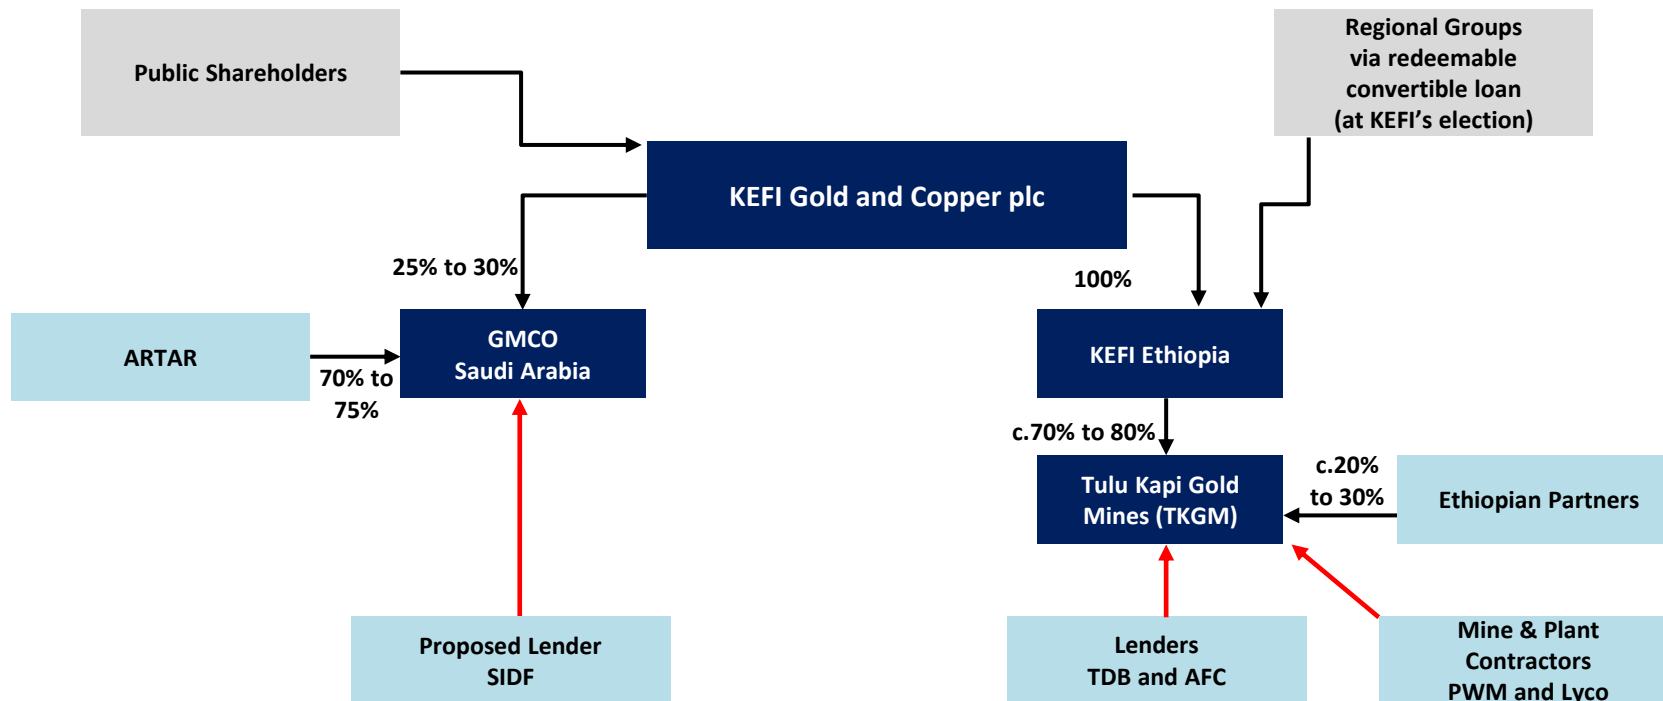 Public Shareholders
Regional Groups
via redeemable
convertible loan
(at KEFI’s election)
KEFI Gold and Copper plc
25% to 30%
100%
ARTAR
70% to
75%
GMCO
Saudi Arabia
KEFI Ethiopia
c.70% to 80%
Tulu Kapi Gold
Mines (TKGM)
c.20%
to 30%
Ethiopian Partners
Proposed Lender
SIDF
Lenders
TDB and AFC
Mine & Plant
Contractors
PWM and Lyco